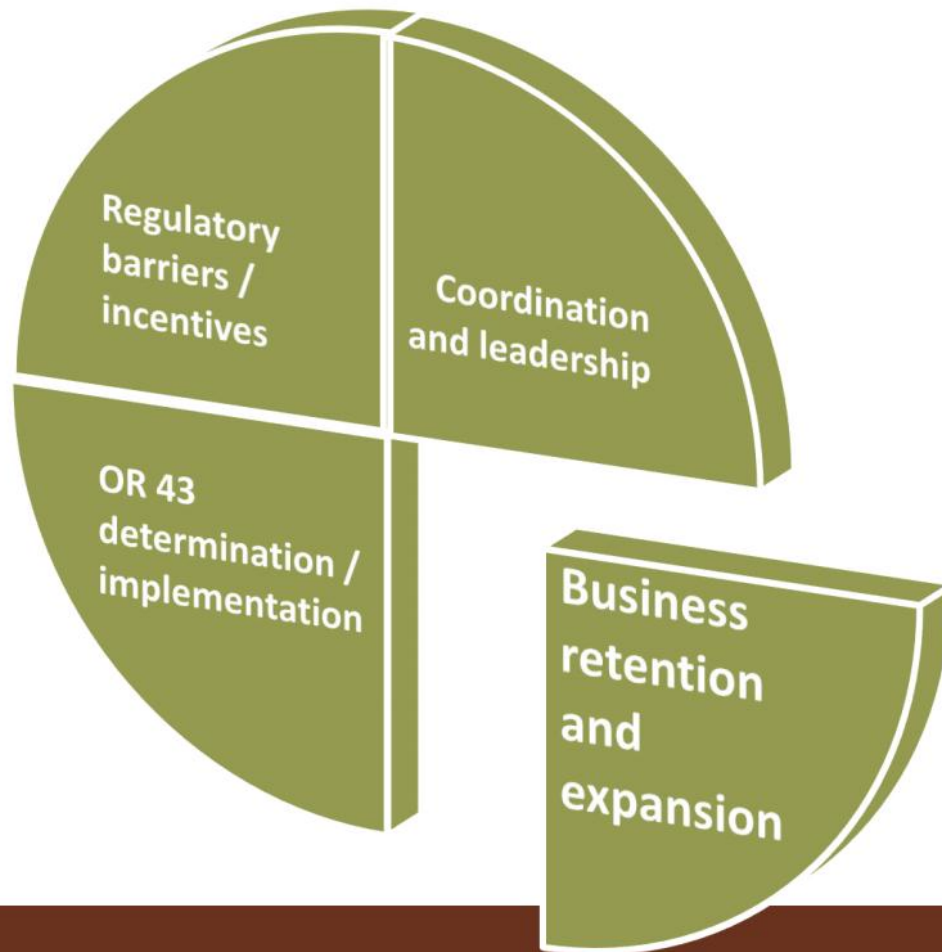 Regulatory
barriers /
incentives
Coordination
and leadership
OR 43
determination /
implementation
Business
retention
and
expansion